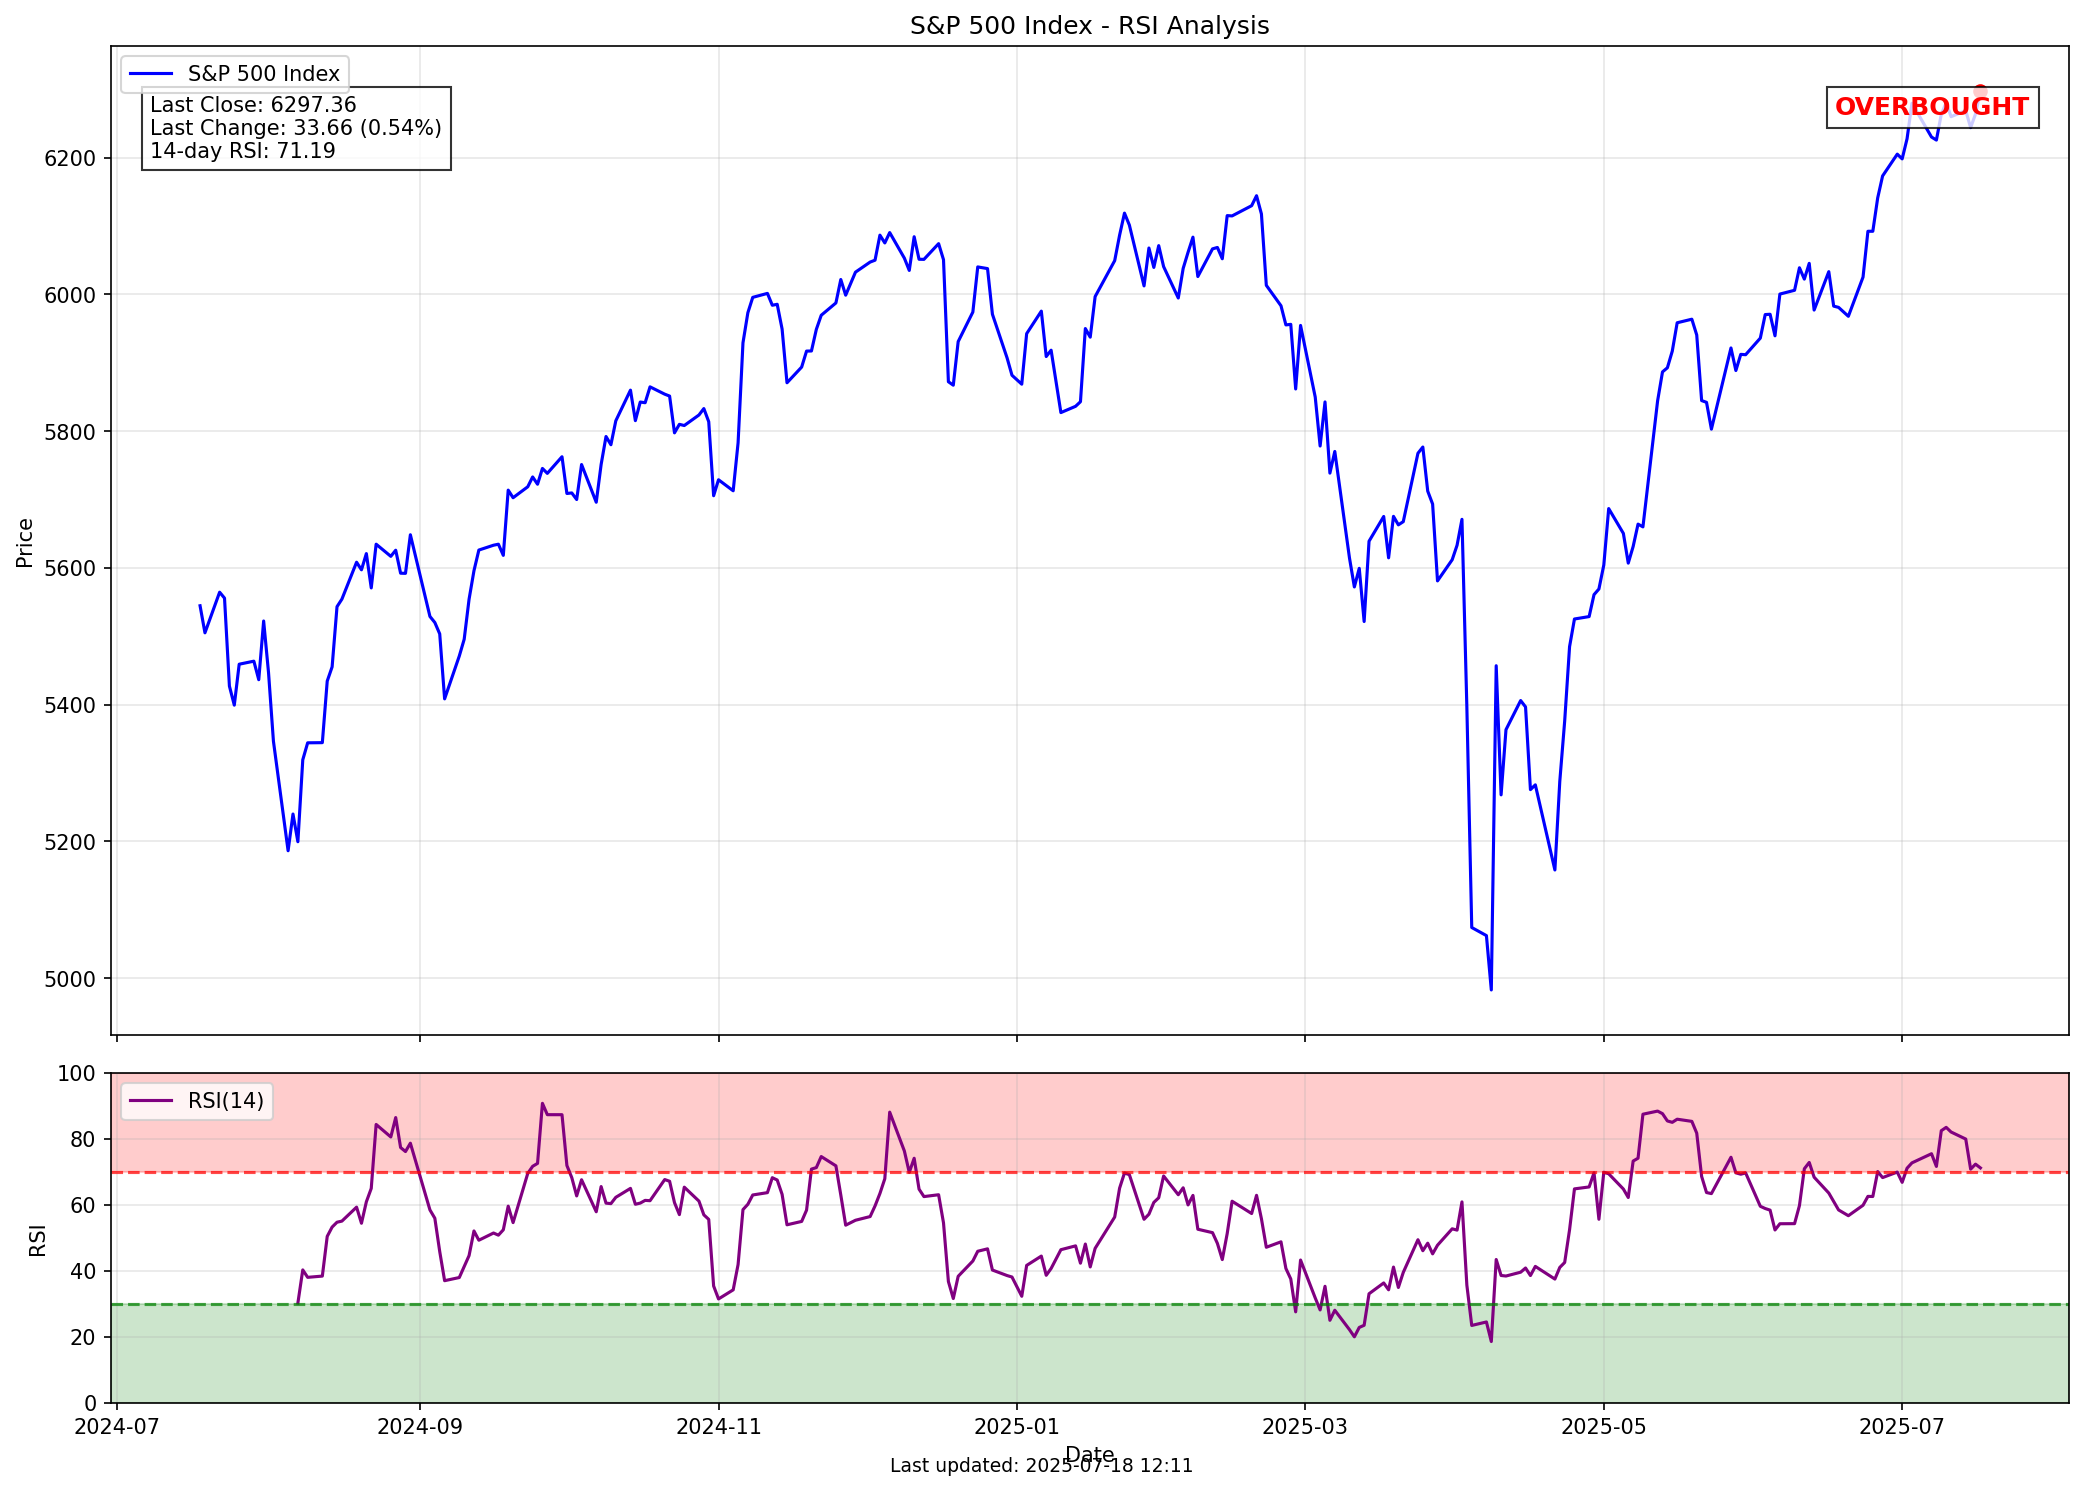 S&P 500 Index - RSI Analysis
S&P 500 Index
Last Close: 6297.36
Last Change: 33.66 (0.54%)
14-day RSI: 71.19
OVERBOUGHT
Price
6200
6000
5800
5600
5400
5200
5000
RSI(14)
RSI
100
80
60
40
20
0
2024-07
2024-09
2024-11
2025-01
2025-03
2025-05
2025-07
Date
Last updated: 2025-07-18 12:11